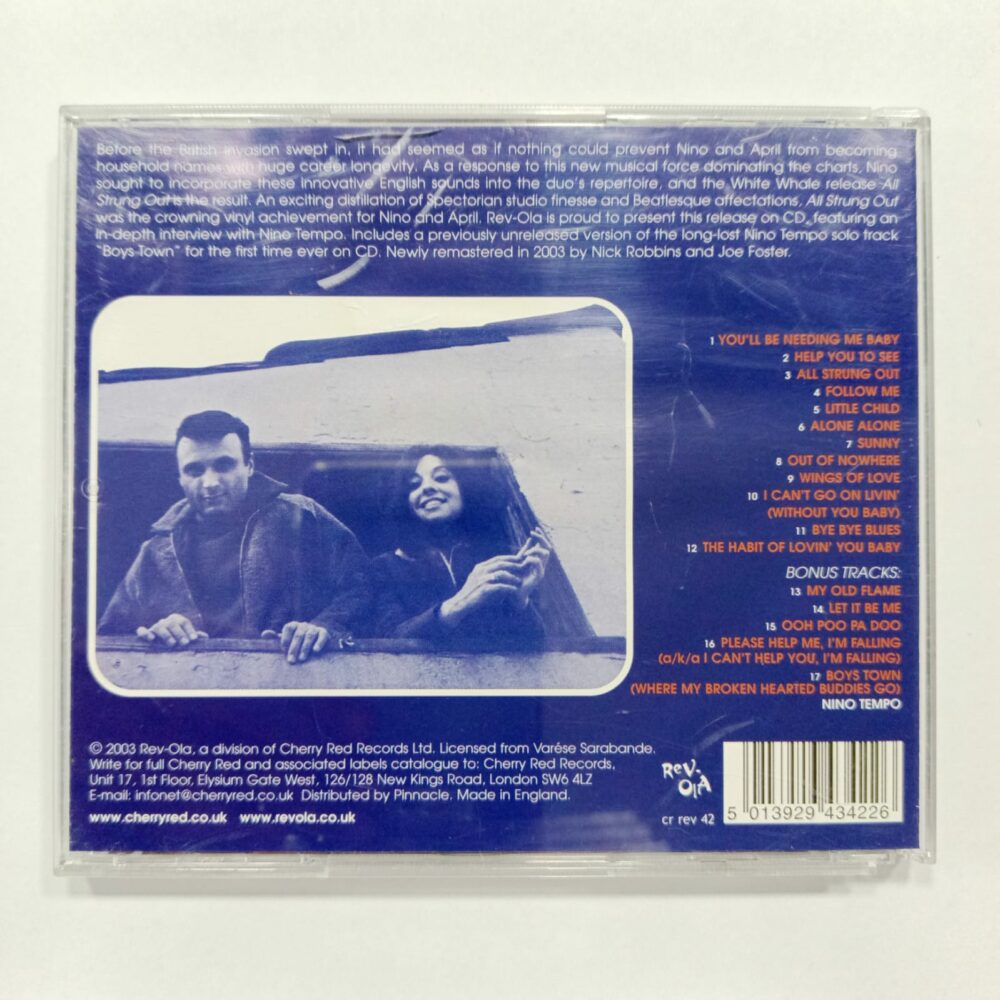 Before the British invasion swept in, it had seemed as if nothing could prevent Nino and April from becoming
household names with huge career longevity. As a response to this new musical force dominating the charts, Nino
sought to incorporate these innovative English sounds into the duo's repertoire, and the White Whale release All
Strung Out is the result. An exciting distillation of Spectorian studio finesse and Beatlesque affectations, All Strung Out
was the crowning vinyl achievement for Nino and April. Rev-Ola is proud to present this release on CD, featuring an
in-depth interview with Nino Tempo. Includes a previously unreleased version of the long-lost Nino Tempo solo track
"Boys Town" for the first time ever on CD. Newly remastered in 2003 by Nick Robbins and Joe Foster.
1 YOU'LL BE NEEDING ME BABY
2 HELP YOU TO SEE
3 ALL STRUNG OUT
4 FOLLOW ME
5 LITTLE CHILD
6 ALONE ALONE
7 SUNNY
8 OUT OF NOWHERE
9 WINGS OF LOVE
10 I CAN'T GO ON LIVIN'
(WITHOUT YOU BABY)
11 BYE BYE BLUES
12 THE HABIT OF LOVIN' YOU BABY
BONUS TRACKS:
13 MY OLD FLAME
14 LET IT BE ME
15 OOH POO PA DOO
16 PLEASE HELP ME, I'M FALLING
(a/k/a I CAN'T HELP YOU, I'M FALLING)
17 BOYS TOWN
(WHERE MY BROKEN HEARTED BUDDIES GO)
NINO TEMPO
© 2003 Rev-Ola, a division of Cherry Red Records Ltd. Licensed from Varése Sarabande.
Write for full Cherry Red and associated labels catalogue to: Cherry Red Records,
Unit 17, 1st Floor, Elysium Gate West, 126/128 New Kings Road, London SW6 4LZ
E-mail: infonet@cherryred.co.uk Distributed by Pinnacle. Made in England.
www.cherryred.co.uk www.revola.co.uk
Rev-
Ola
cr rev 42
5 013929 434226